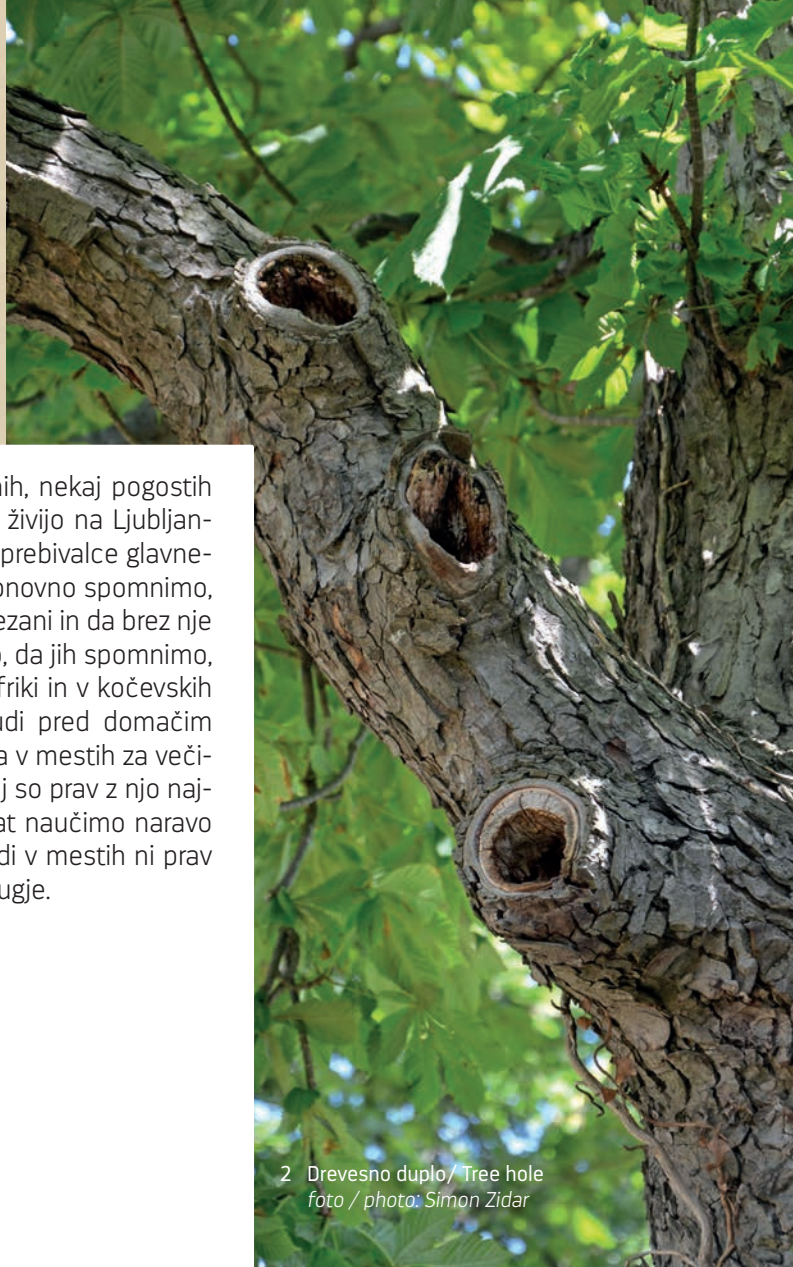 nih, nekaj pogostih
živijo na Ljubljan-
prebivalce glavne-
onovno spomnimo,
ezani in da brez nje
, da jih spomnimo,
friki in v kočevskih
udi pred domačim
a v mestih za veči-
j so prav z njo naj-
at naučimo naravo
di v mestih ni prav
ugje.
2 Drevesno duplo/ Tree hole
foto / photo: Simon Zidar